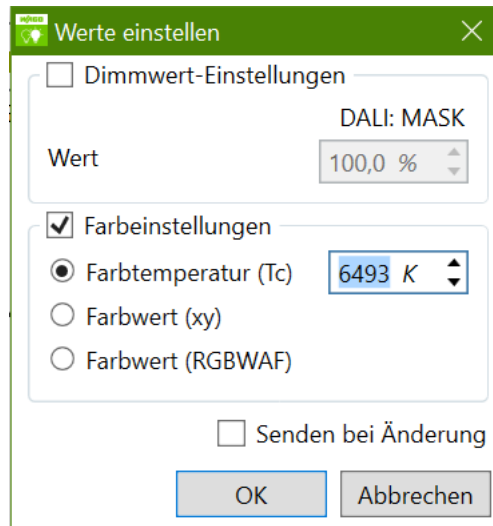 WAGO
Werte einstellen
Dimmwert-Einstellungen
DALI: MASK
Wert
100,0 %
Farbeinstellungen
Farbtemperatur (Tc)
6493 K
Farbwert (xy)
Farbwert (RGBWAF)
Senden bei Änderung
OK
Abbrechen